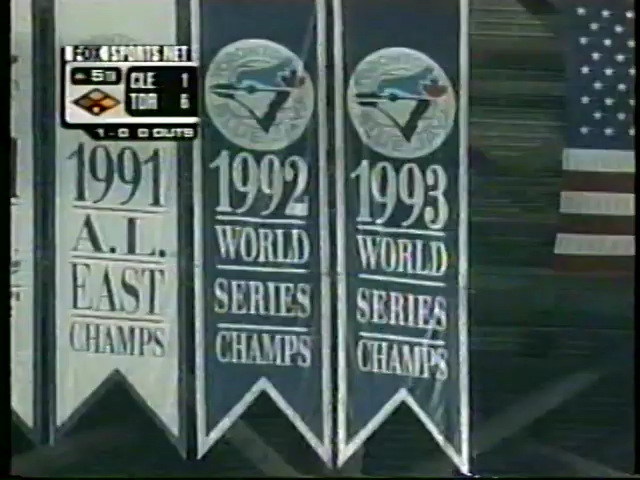 FOX SPORTS NET
5TH
CLE 1
TOR 6
1-0 0 OUTS
1991
A.L.
EAST
CHAMPS
1992
WORLD
SERIES
CHAMPS
1993
WORLD
SERIES
CHAMPS